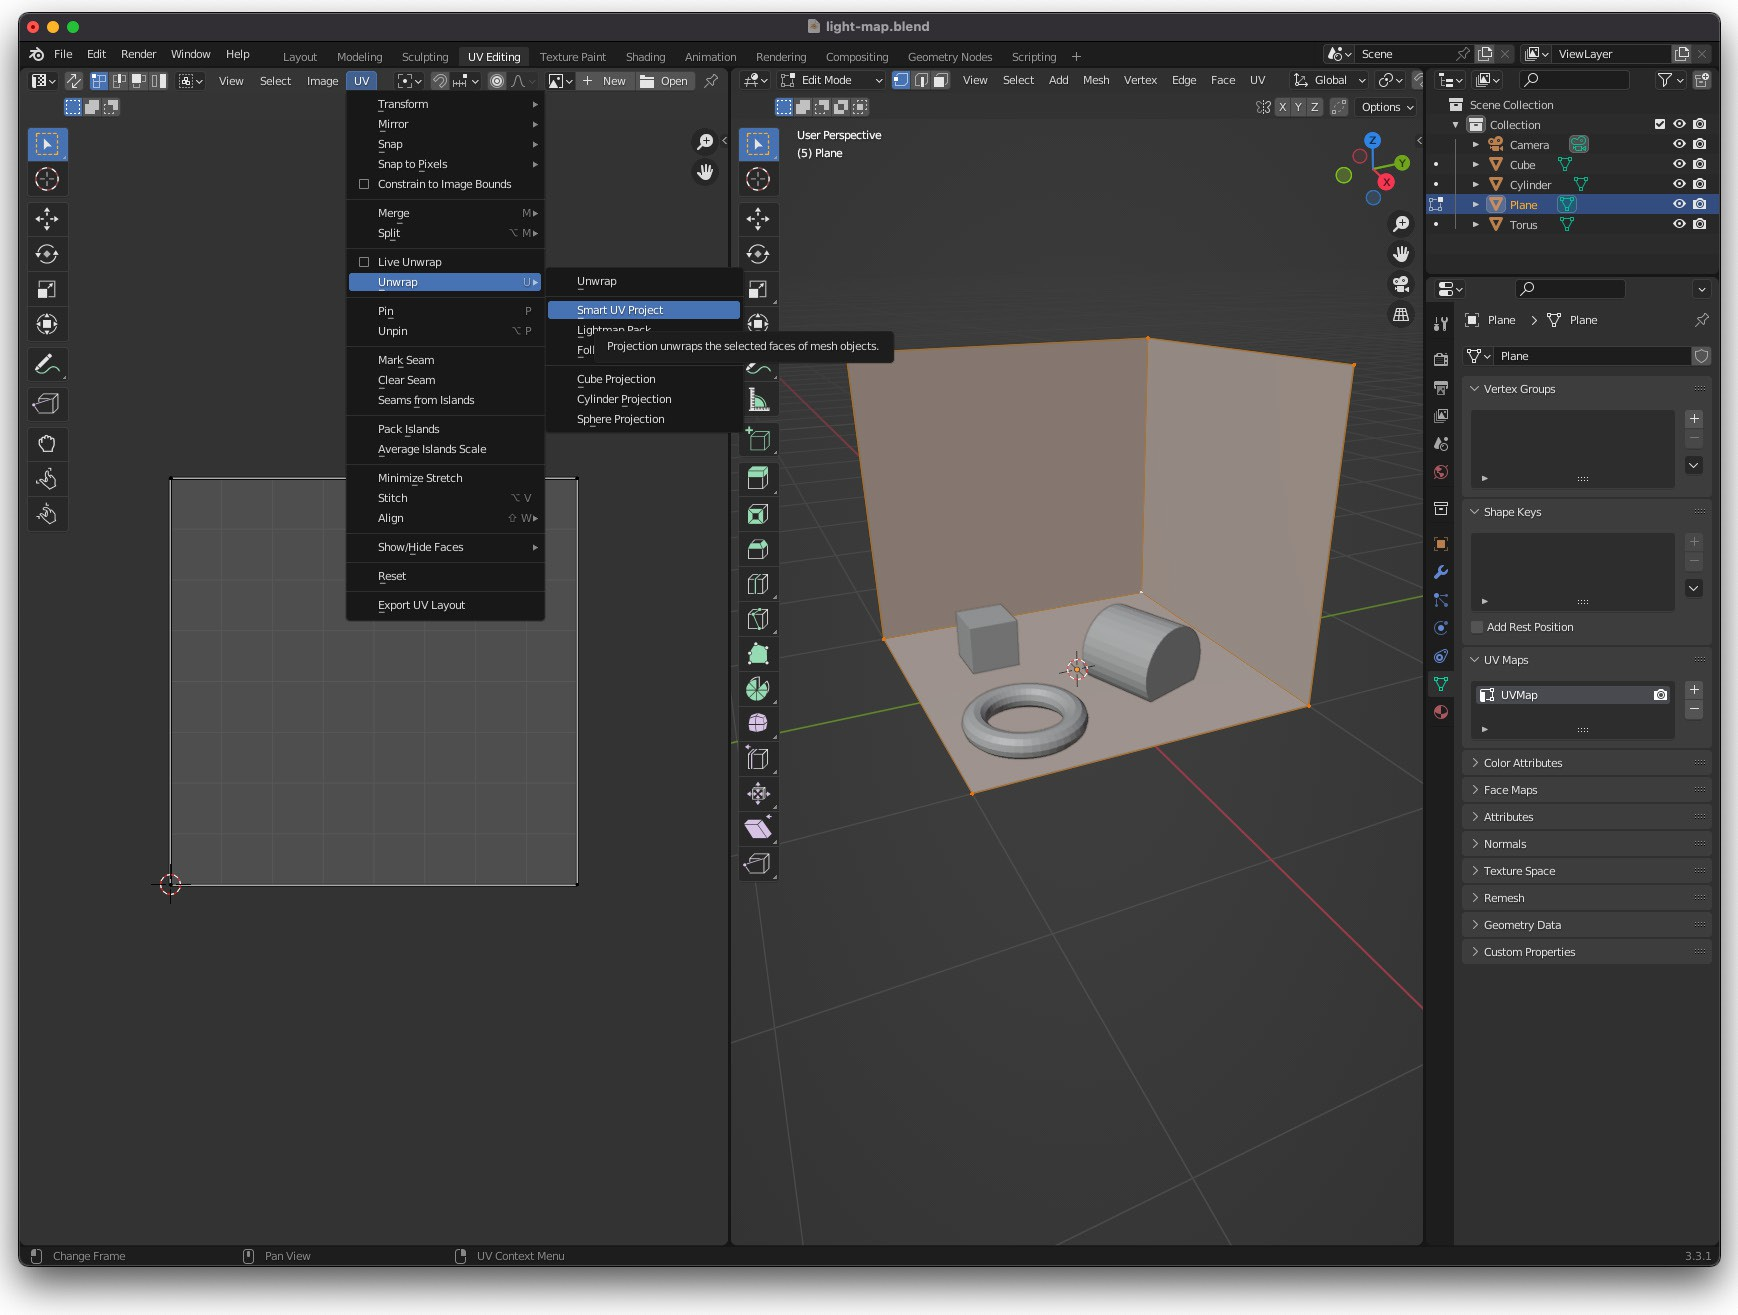 light-map.blend
File Edit Render Window Help Layout Modeling Sculpting UV Editing Texture Paint Shading Animation Rendering Compositing Geometry Nodes Scripting + Scene ViewLayer
View Select Image UV New Open
Edit Mode View Select Add Mesh Vertex Edge Face UV Global
X Y Z Options
Transform
Mirror
Snap
Snap to Pixels
Constrain to Image Bounds
Merge M
Split ⌥ M
Live Unwrap
Unwrap U
Pin P
Unpin ⌥ P
Mark Seam
Clear Seam
Seams from Islands
Pack Islands
Average Islands Scale
Minimize Stretch
Stitch ⌥ V
Align ⇧ W
Show/Hide Faces
Reset
Export UV Layout
Unwrap
Smart UV Project
Lightmap Pack
Foll
Projection unwraps the selected faces of mesh objects.
Cube Projection
Cylinder Projection
Sphere Projection
User Perspective
(5) Plane
Z
Y
X
Scene Collection
Collection
Camera
Cube
Cylinder
Plane
Torus
Plane > Plane
Plane
Vertex Groups
Shape Keys
Add Rest Position
UV Maps
UVMap
Color Attributes
Face Maps
Attributes
Normals
Texture Space
Remesh
Geometry Data
Custom Properties
Change Frame Pan View UV Context Menu 3.3.1